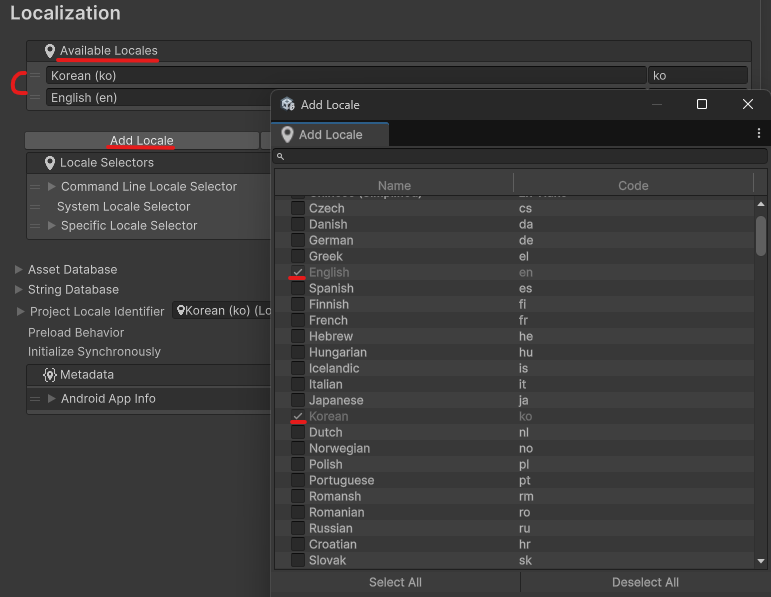 Localization
Available Locales
Korean (ko) ko
English (en)
Add Locale
Locale Selectors
Command Line Locale Selector
System Locale Selector
Specific Locale Selector
Asset Database
String Database
Project Locale Identifier Korean (ko) (Lo
Preload Behavior
Initialize Synchronously
Metadata
Android App Info
Add Locale
Add Locale
Name Code
Czech cs
Danish da
German de
Greek el
English en
Spanish es
Finnish fi
French fr
Hebrew he
Hungarian hu
Icelandic is
Italian it
Japanese ja
Korean ko
Dutch nl
Norwegian no
Polish pl
Portuguese pt
Romansh rm
Romanian ro
Russian ru
Croatian hr
Slovak sk
Select All Deselect All